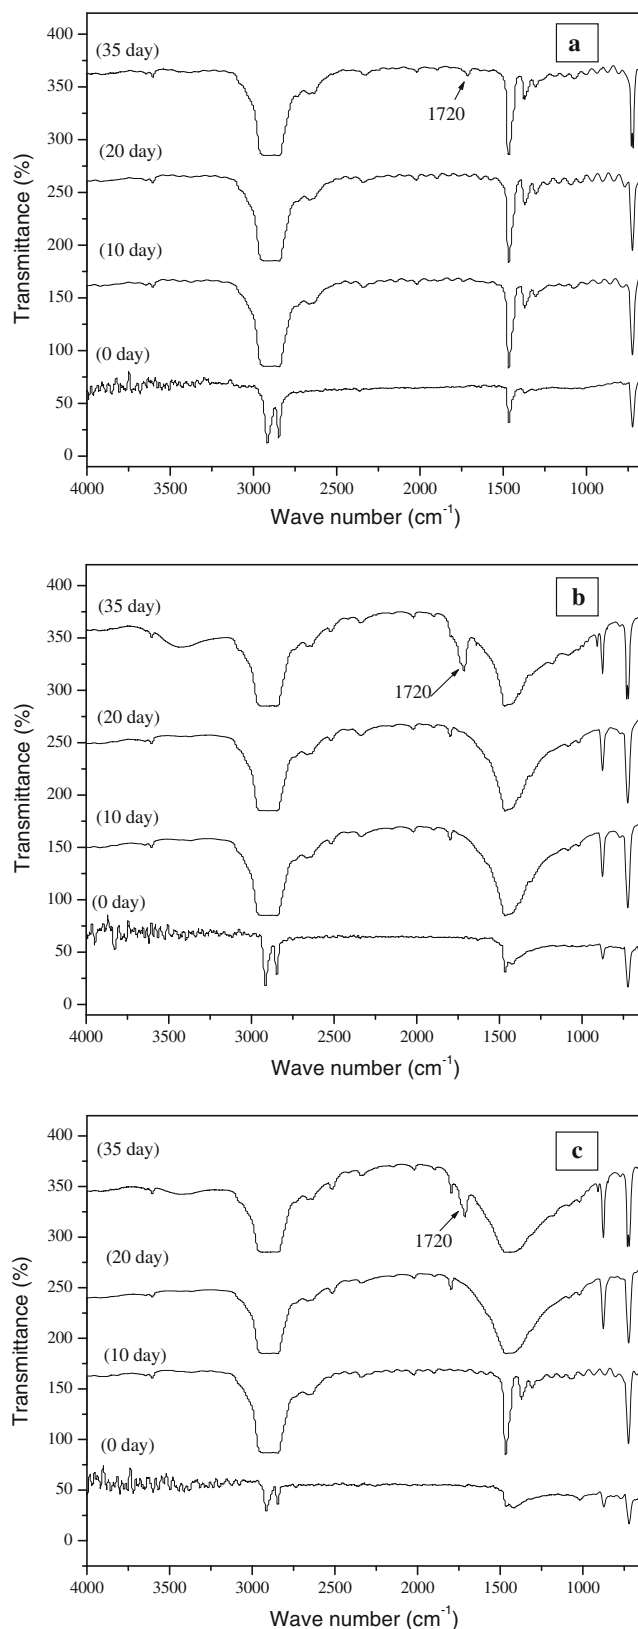 a
400
(35 day)
350
1720
300
(20 day)
250
200
(10 day)
150
100
(0 day)
50
0
Transmittance (%)
4000 3500 3000 2500 2000 1500 1000
Wave number (cm-1)
b
400
(35 day)
350
1720
300
(20 day)
250
200
(10 day)
150
100
(0 day)
50
0
Transmittance (%)
4000 3500 3000 2500 2000 1500 1000
Wave number (cm-1)
c
400
(35 day)
350
1720
300
(20 day)
250
200
(10 day)
150
100
(0 day)
50
0
Transmittance (%)
4000 3500 3000 2500 2000 1500 1000
Wave number (cm-1)